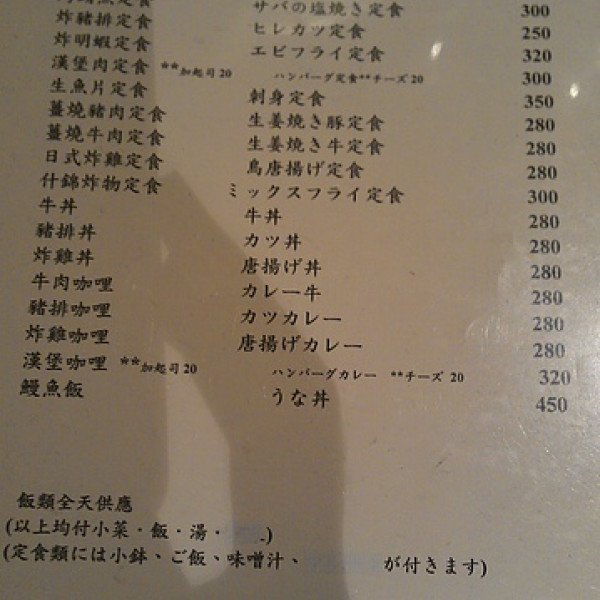 サバの塩焼き定食 300
炸豬排定食 ヒレカツ定食 250
炸明蝦定食 エビフライ定食 320
漢堡肉定食 **加起司20 ハンバーグ定食**チーズ20 300
生魚片定食 刺身定食 350
薑燒豬肉定食 生姜焼き豚定食 280
薑燒牛肉定食 生姜焼き牛定食 280
日式炸雞定食 鳥唐揚げ定食 280
什錦炸物定食 ミックスフライ定食 300
牛丼 牛丼 280
豬排丼 カツ丼 280
炸雞丼 唐揚げ丼 280
牛肉咖哩 カレー牛 280
豬排咖哩 カツカレー 280
炸雞咖哩 唐揚げカレー 280
漢堡咖哩 **加起司20 ハンバーグカレー **チーズ 20 320
鰻魚飯 うな丼 450
飯類全天供應
(以上均付小菜·飯·湯· )
(定食類には小鉢、ご飯、味噌汁、 が付きます)